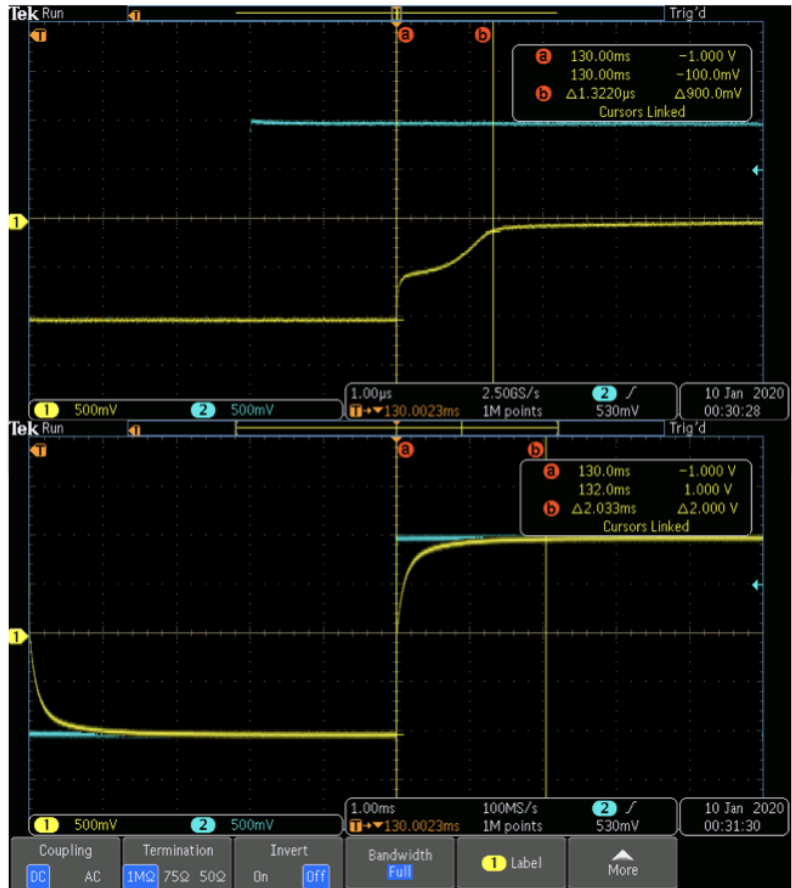 Tek Run Trig'd
T T
T a b
a 130.00ms -1.000 V
130.00ms -100.0mV
b △1.3220µs △900.0mV
Cursors Linked
1
1 500mV 2 500mV
1.00µs 2.50GS/s 2 ∫
T→▼130.0023ms 1M points 530mV
10 Jan 2020
00:30:28
Tek Run Trig'd
T
T a b
a 130.0ms -1.000 V
132.0ms 1.000 V
b △2.033ms △2.000 V
Cursors Linked
1
1 500mV 2 500mV
1.00ms 100MS/s 2 ∫
T→▼130.0023ms 1M points 530mV
10 Jan 2020
00:31:30
Coupling Termination Invert Bandwidth 1 Label More
DC AC 1MΩ 75Ω 50Ω On Off Full